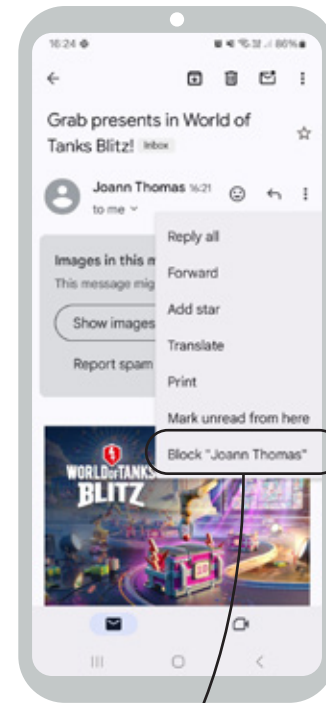 16:24
86%
Grab presents in World of
Tanks Blitz! Inbox
Joann Thomas 16:21
to me
Reply all
Images in this m
Forward
This message mig
Add star
Show images
Translate
Report spam
Print
Mark unread from here
Block "Joann Thomas"
WORLD OF TANKS
BLITZ